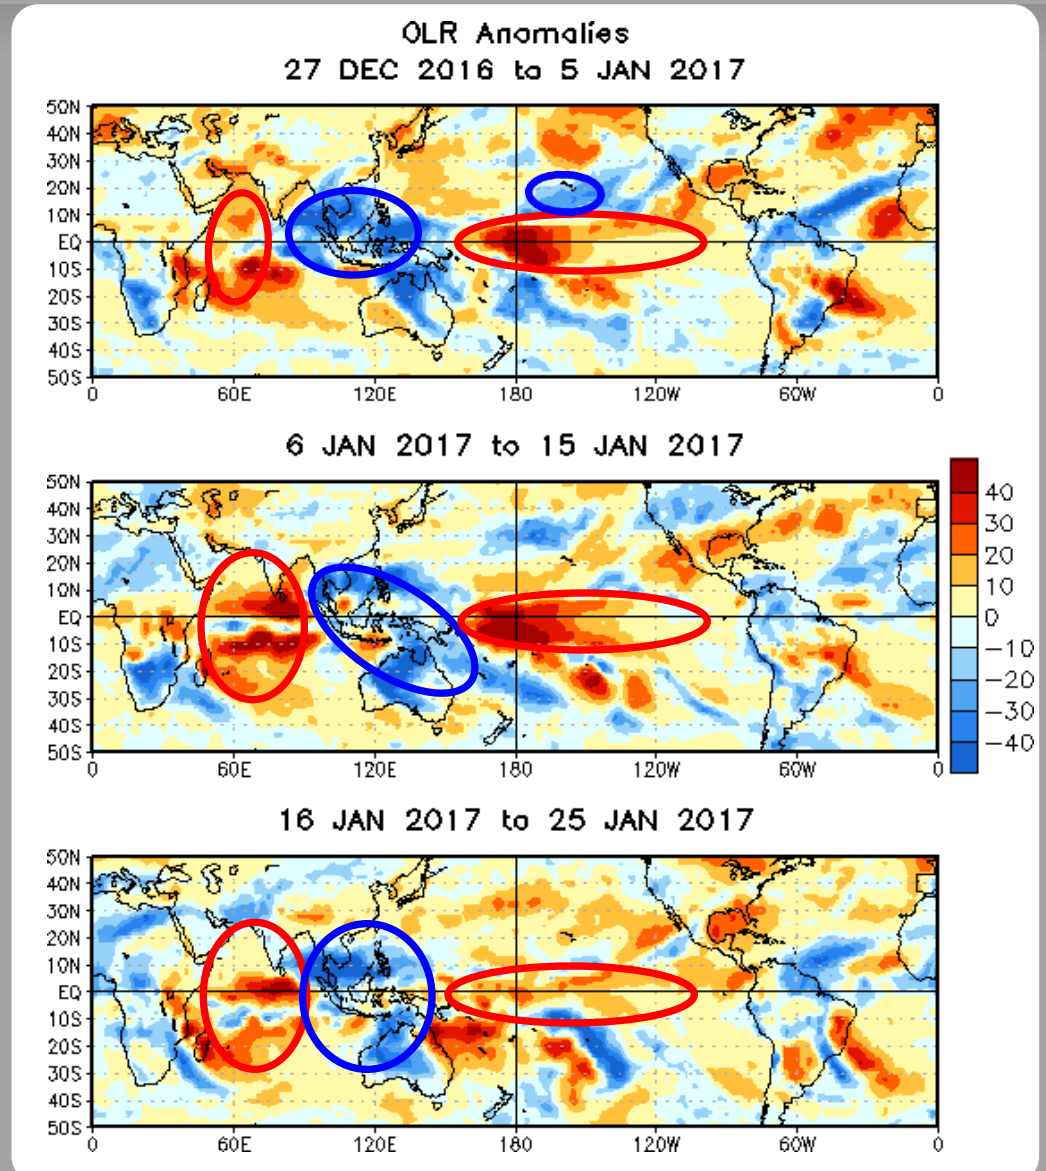 OLR Anomalies
27 DEC 2016 to 5 JAN 2017
50N
40N
30N
20N
10N
EQ
10S
20S
30S
40S
50S
0 60E 120E 180 120W 60W 0
6 JAN 2017 to 15 JAN 2017
50N
40N
30N
20N
10N
EQ
10S
20S
30S
40S
50S
0 60E 120E 180 120W 60W 0
40
30
20
10
0
−10
−20
−30
−40
16 JAN 2017 to 25 JAN 2017
50N
40N
30N
20N
10N
EQ
10S
20S
30S
40S
50S
0 60E 120E 180 120W 60W 0